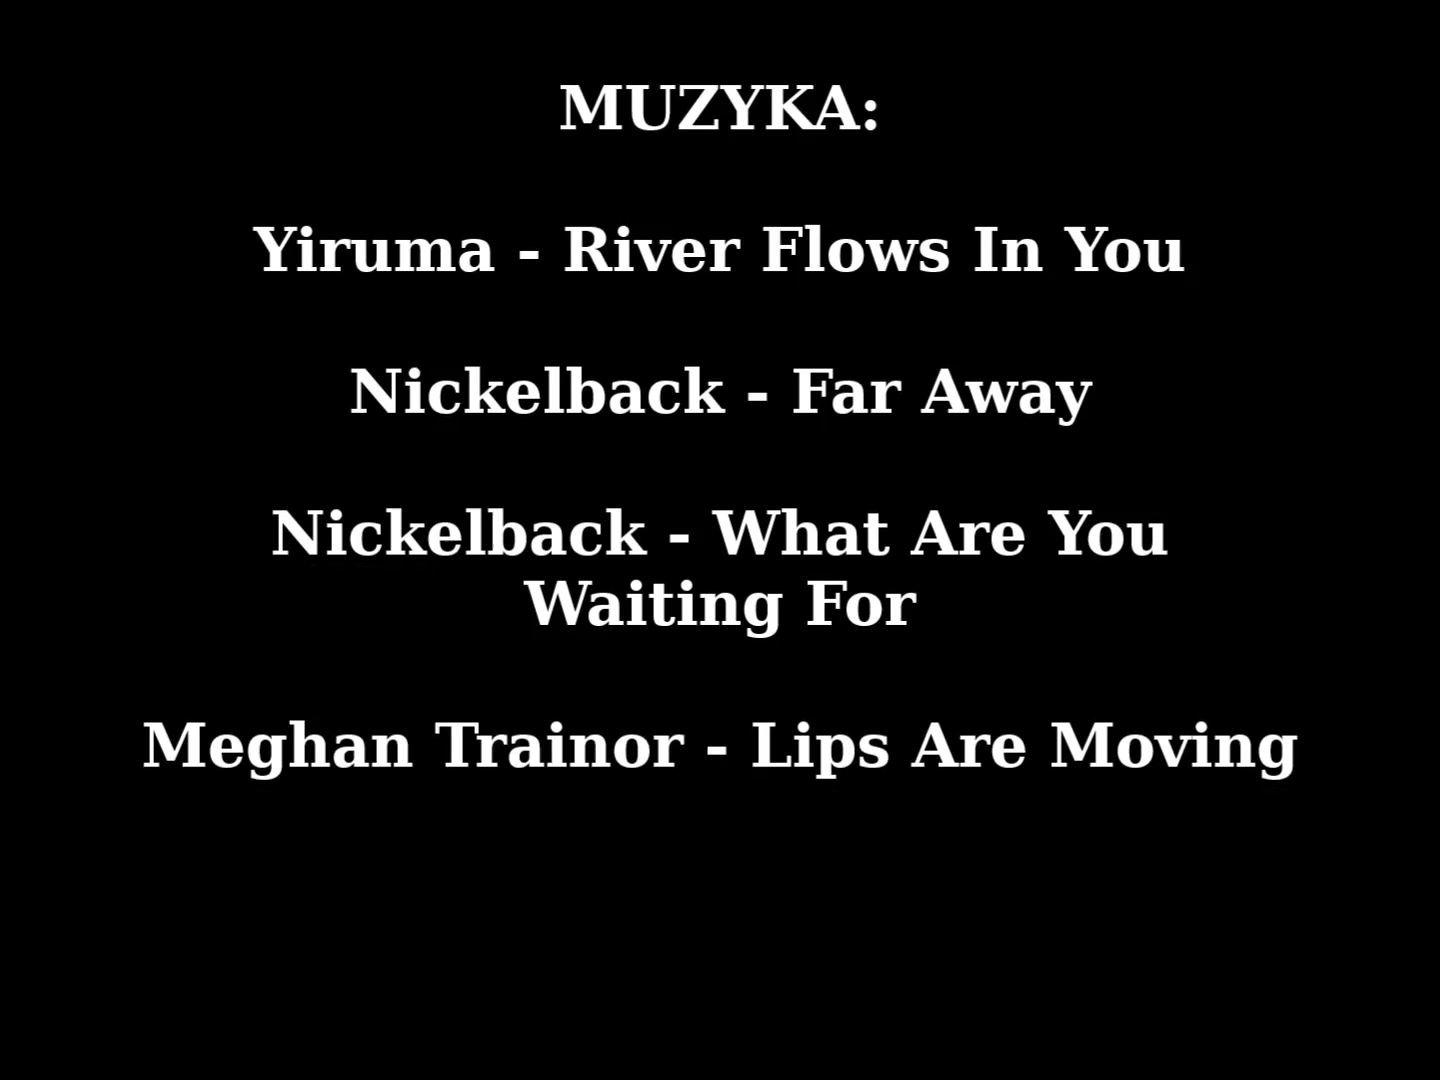 MUZYKA:
Yiruma - River Flows In You
Nickelback - Far Away
Nickelback - What Are You
Waiting For
Meghan Trainor - Lips Are Moving